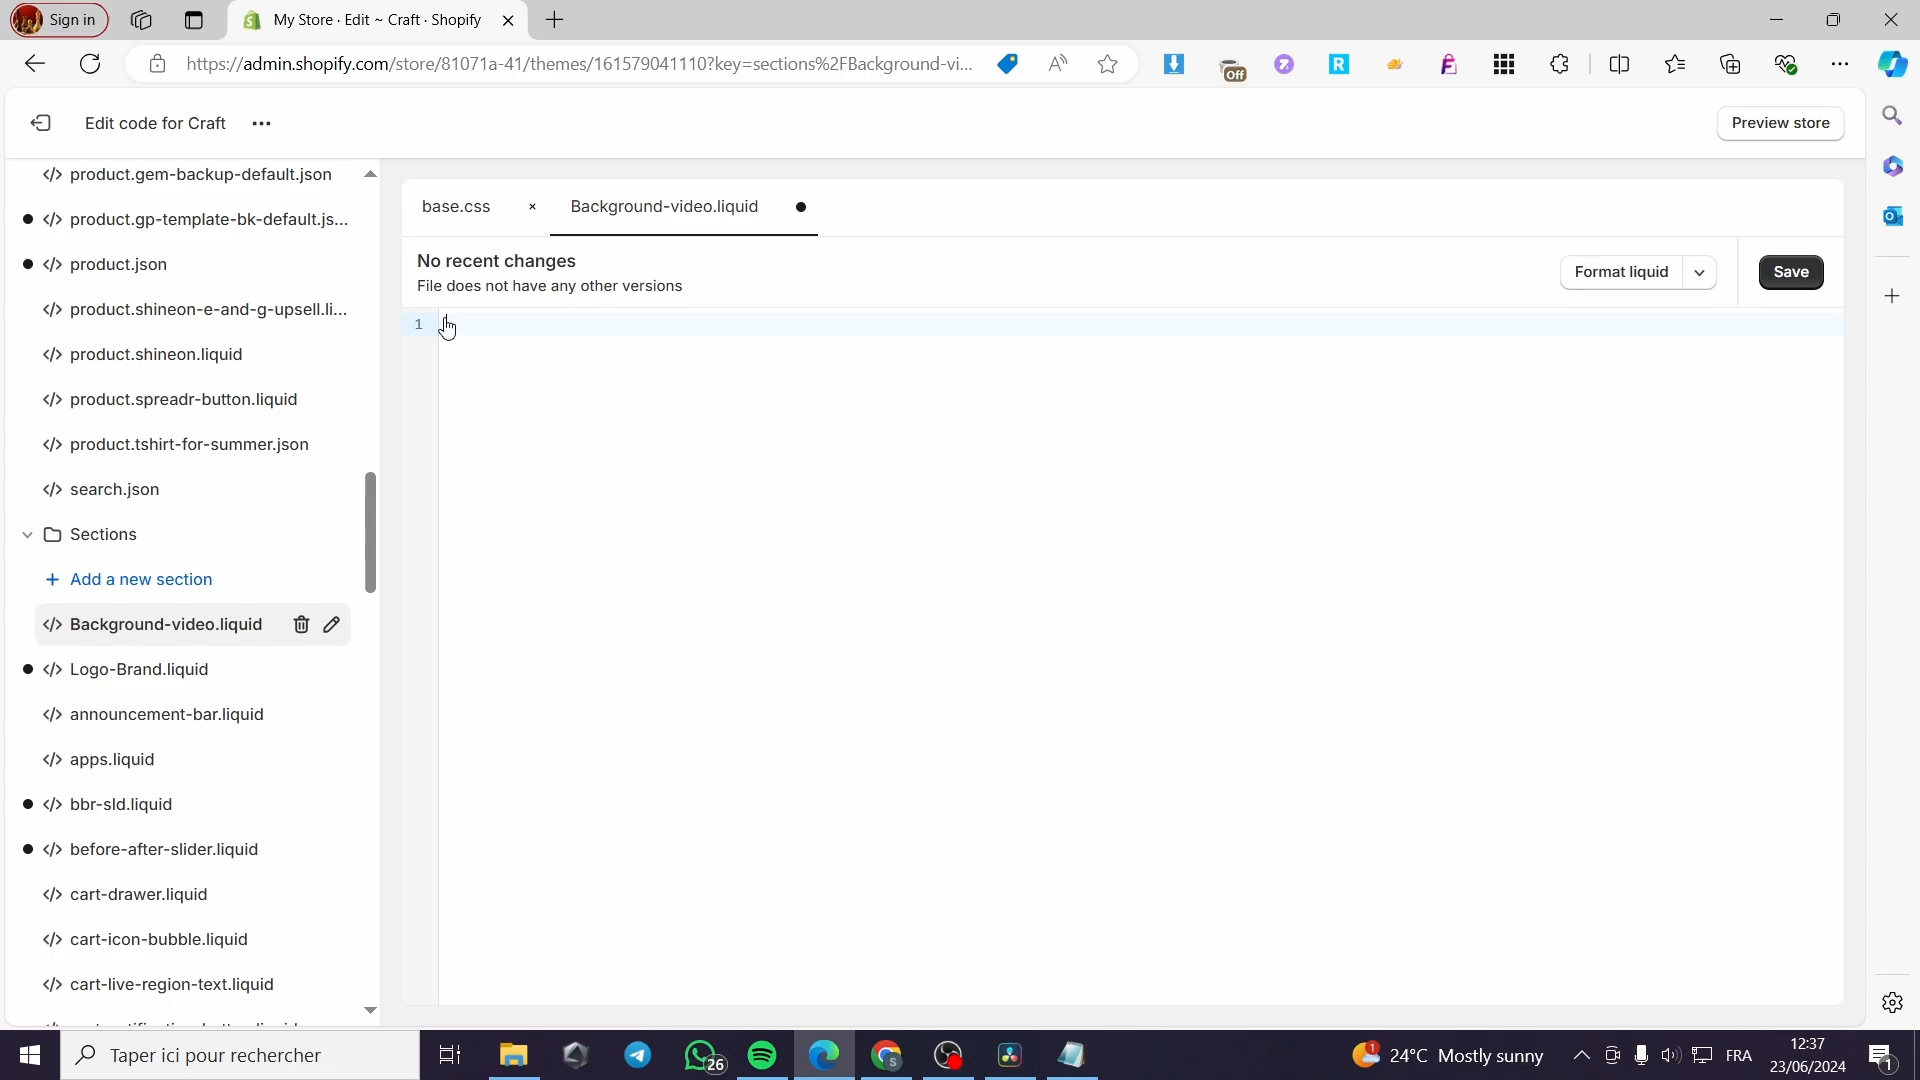 Sign in
My Store · Edit ~ Craft · Shopify
https://admin.shopify.com/store/81071a-41/themes/161579041110?key=sections%2FBackground-vi...
Off
Edit code for Craft
Preview store
product.gem-backup-default.json
product.gp-template-bk-default.js...
product.json
product.shineon-e-and-g-upsell.li...
product.shineon.liquid
product.spreadr-button.liquid
product.tshirt-for-summer.json
search.json
Sections
Add a new section
Background-video.liquid
Logo-Brand.liquid
announcement-bar.liquid
apps.liquid
bbr-sld.liquid
before-after-slider.liquid
cart-drawer.liquid
cart-icon-bubble.liquid
cart-live-region-text.liquid
base.css
Background-video.liquid
No recent changes
File does not have any other versions
Format liquid
Save
1
Taper ici pour rechercher
26
1
24°C Mostly sunny
FRA
12:37
23/06/2024
1